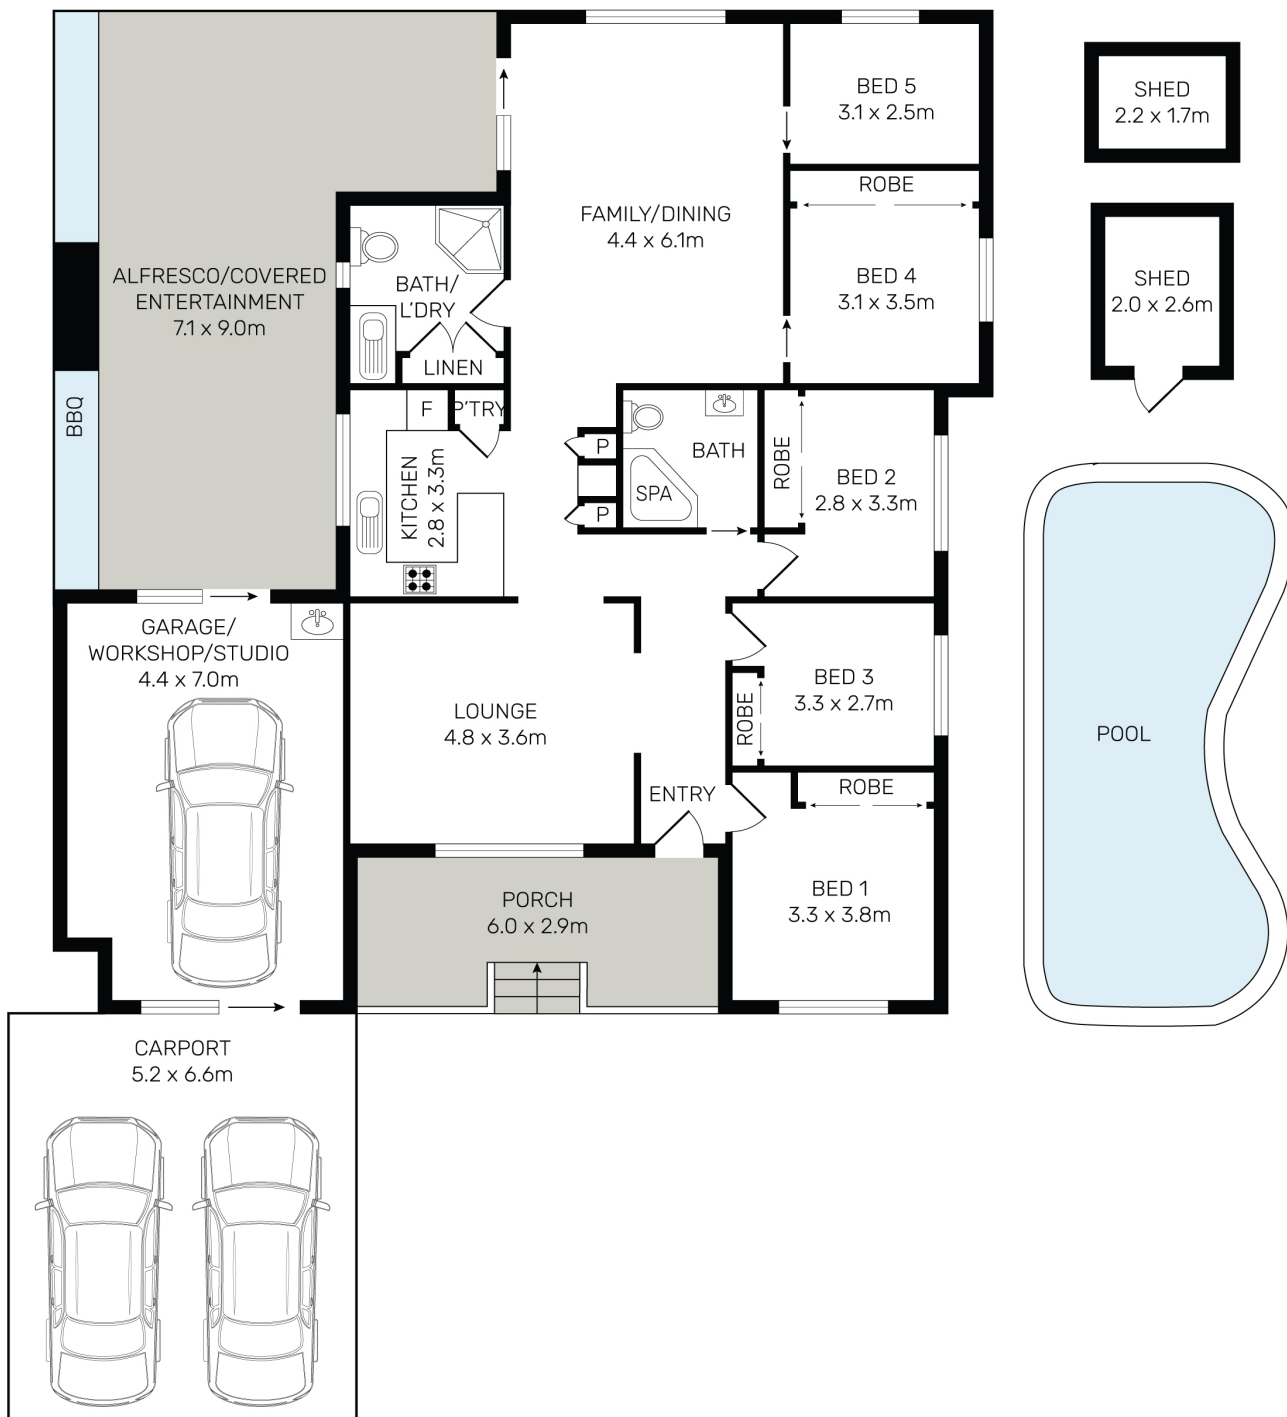 BED 5
3.1 x 2.5m
SHED
2.2 x 1.7m
ROBE
FAMILY/DINING
4.4 x 6.1m
BED 4
3.1 x 3.5m
SHED
2.0 x 2.6m
ALFRESCO/COVERED
ENTERTAINMENT
7.1 x 9.0m
BATH/
L'DRY
LINEN
BBQ
F
P'TRY
KITCHEN
2.8 x 3.3m
P
P
BATH
SPA
ROBE
BED 2
2.8 x 3.3m
GARAGE/
WORKSHOP/STUDIO
4.4 x 7.0m
LOUNGE
4.8 x 3.6m
BED 3
3.3 x 2.7m
ROBE
POOL
ENTRY
ROBE
BED 1
3.3 x 3.8m
PORCH
6.0 x 2.9m
CARPORT
5.2 x 6.6m